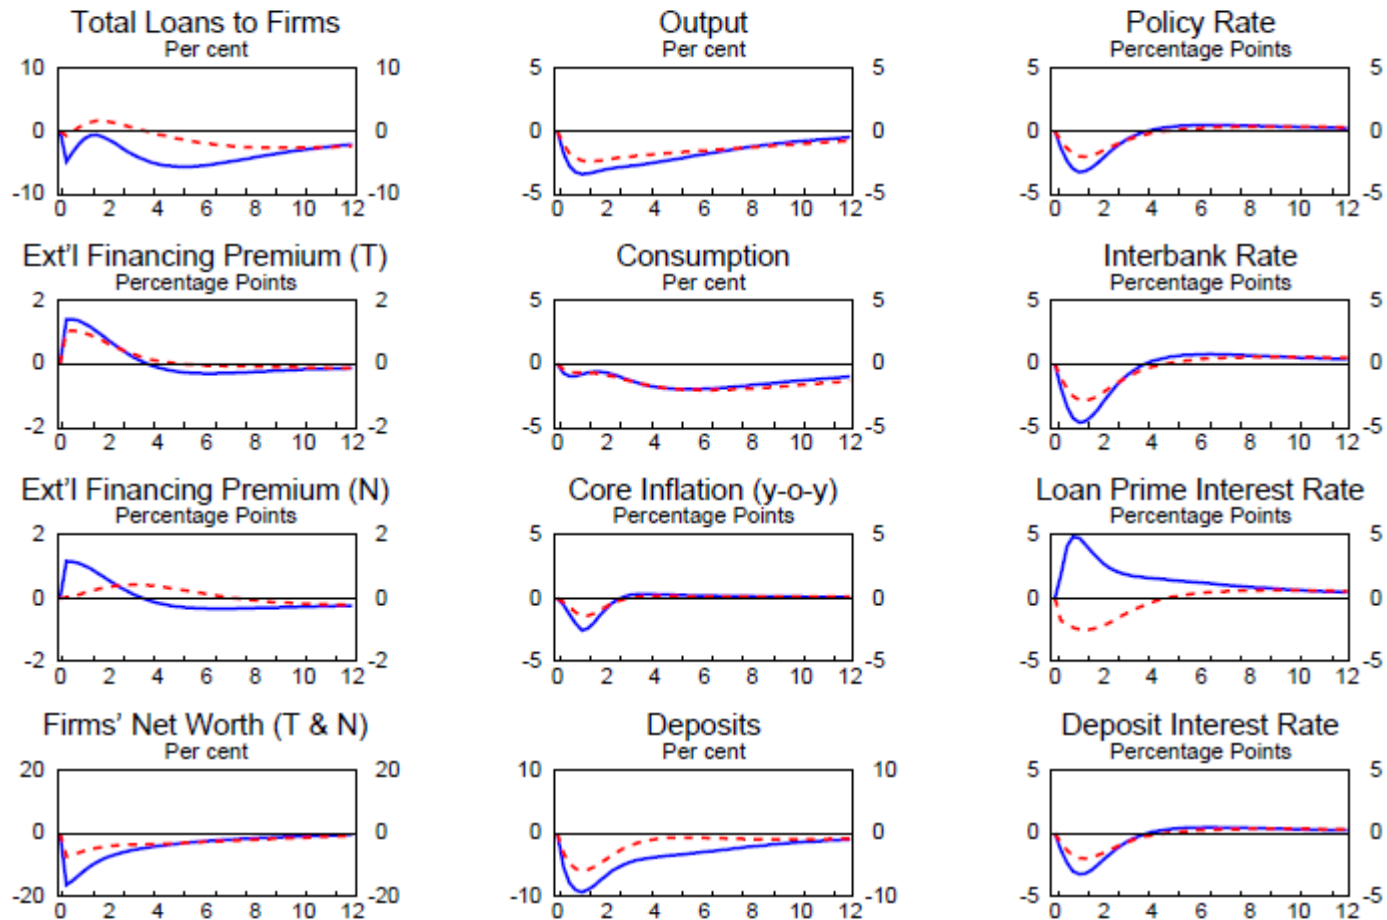 Total Loans to Firms
Per cent
10 10
0 0
-10 -10
0 2 4 6 8 10 12
Output
Per cent
5 5
0 0
-5 -5
0 2 4 6 8 10 12
Policy Rate
Percentage Points
5 5
0 0
-5 -5
0 2 4 6 8 10 12
Ext'l Financing Premium (T)
Percentage Points
2 2
0 0
-2 -2
0 2 4 6 8 10 12
Consumption
Per cent
5 5
0 0
-5 -5
0 2 4 6 8 10 12
Interbank Rate
Percentage Points
5 5
0 0
-5 -5
0 2 4 6 8 10 12
Ext'l Financing Premium (N)
Percentage Points
2 2
0 0
-2 -2
0 2 4 6 8 10 12
Core Inflation (y-o-y)
Percentage Points
5 5
0 0
-5 -5
0 2 4 6 8 10 12
Loan Prime Interest Rate
Percentage Points
5 5
0 0
-5 -5
0 2 4 6 8 10 12
Firms' Net Worth (T & N)
Per cent
20 20
0 0
-20 -20
0 2 4 6 8 10 12
Deposits
Per cent
10 10
0 0
-10 -10
0 2 4 6 8 10 12
Deposit Interest Rate
Percentage Points
5 5
0 0
-5 -5
0 2 4 6 8 10 12